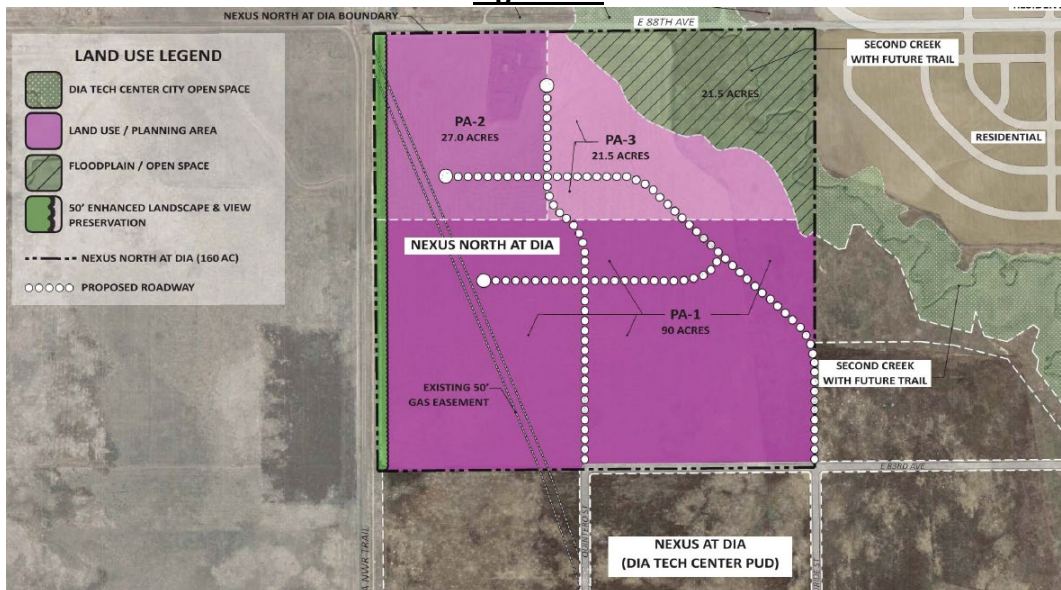 NEXUS NORTH AT DIA BOUNDARY
E 88TH AVE
LAND USE LEGEND
DIA TECH CENTER CITY OPEN SPACE
LAND USE / PLANNING AREA
FLOODPLAIN / OPEN SPACE
50' ENHANCED LANDSCAPE & VIEW
PRESERVATION
NEXUS NORTH AT DIA (160 AC)
PROPOSED ROADWAY
SECOND CREEK
WITH FUTURE TRAIL
21.5 ACRES
RESIDENTIAL
PA-2
27.0 ACRES
PA-3
21.5 ACRES
NEXUS NORTH AT DIA
PA-1
90 ACRES
EXISTING 50'
GAS EASEMENT
SECOND CREEK
WITH FUTURE TRAIL
E 83RD AVE
NWR TRAIL
QUINTERO ST
NEXUS AT DIA
(DIA TECH CENTER PUD)